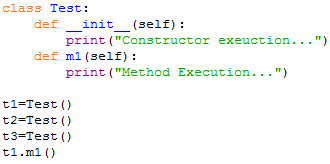 class Test:
    def __init__(self):
        print("Constructor exeuction...")
    def m1(self):
        print("Method Execution...")
t1=Test()
t2=Test()
t3=Test()
t1.m1()